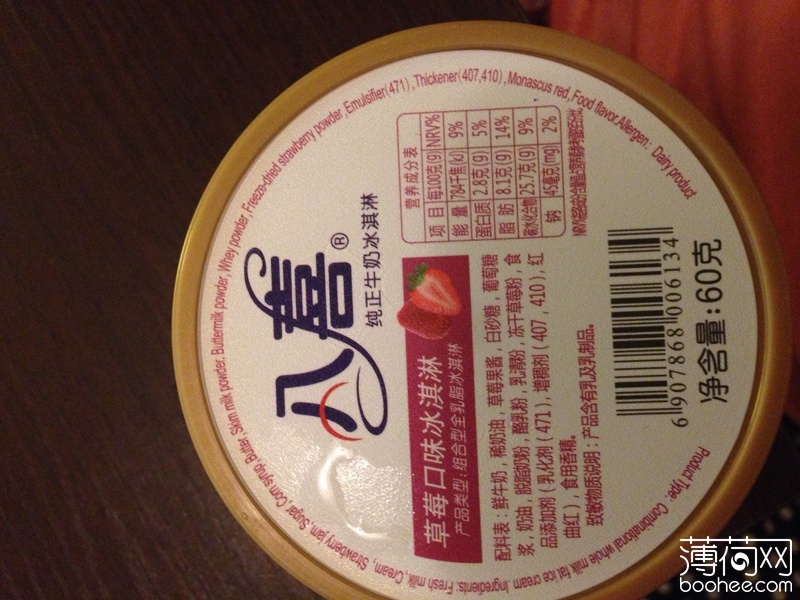 八喜®
纯正牛奶冰淇淋
草莓口味冰淇淋
产品类型:组合型全乳脂冰淇淋
营养成分表
项 目 每100克(g) NRV%
能 量 784千焦(kJ) 9%
蛋白质 2.8克(g) 5%
脂 肪 8.1克(g) 14%
碳水化合物 25.7克(g) 9%
钠 45毫克(mg) 2%
配料表:鲜牛奶,稀奶油,草莓果酱,白砂糖,葡萄糖
浆,奶油,脱脂奶粉,酪乳粉,乳清粉,冻干草莓粉,食
品添加剂(乳化剂(471),增稠剂(407,410),红
曲红),食用香精。
致敏物质说明:产品含有乳及乳制品。
6 907868 006134
净含量:60克
Product Type: Combinational whole milk fat ice cream Ingredients: Fresh milk, Cream, Strawberry jam, Sugar, Corn syrup, Butter, Skim milk powder, Buttermilk powder, Whey powder, Freeze-dried strawberry powder, Emulsifier(471), Thickener(407,410), Monascus red, Food flavor. Allergen: Dairy product
薄荷网
boohee.com